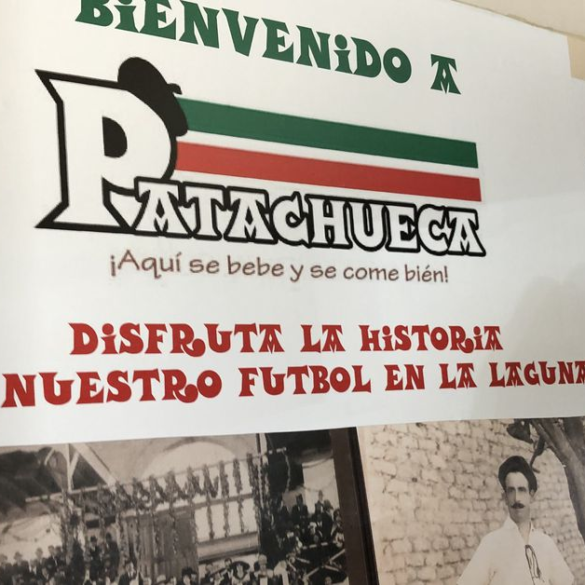 BiENVENiDO A
PATACHUECA
¡Aquí se bebe y se come bién!
DiSFRUTA LA HiSTORiA
NUESTRO FUTBOL EN LA LAGUNA